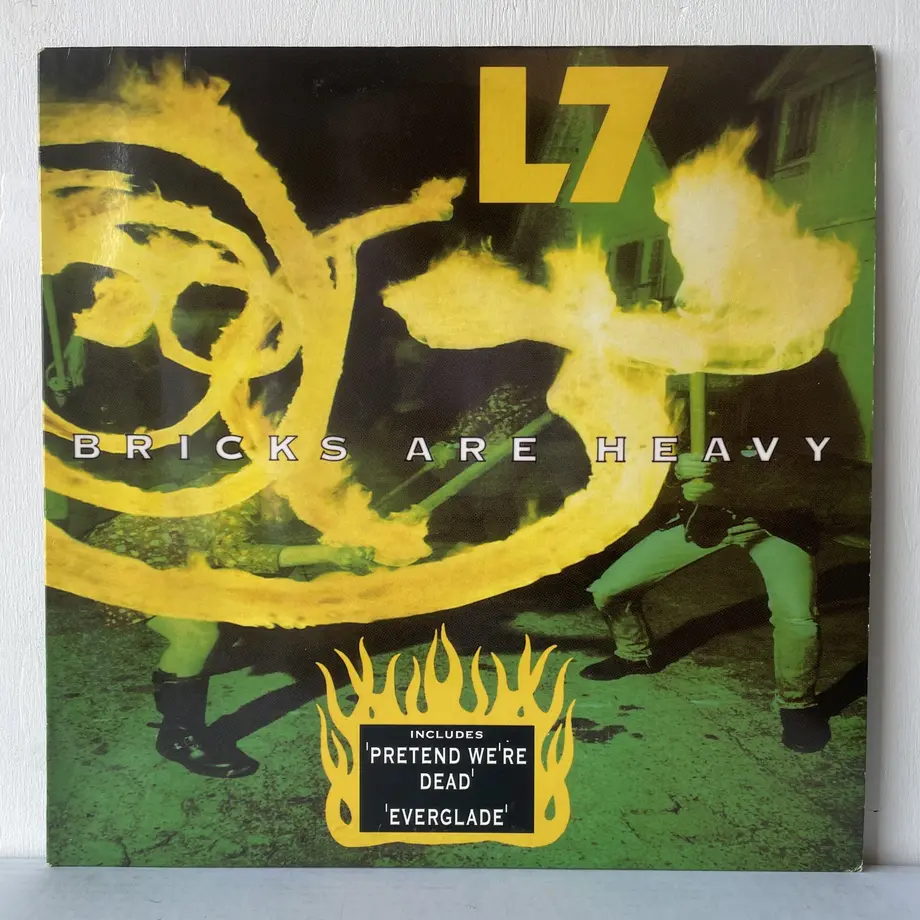 L7
BRICKS ARE HEAVY
INCLUDES
'PRETEND WE'RE
DEAD'
'EVERGLADE'